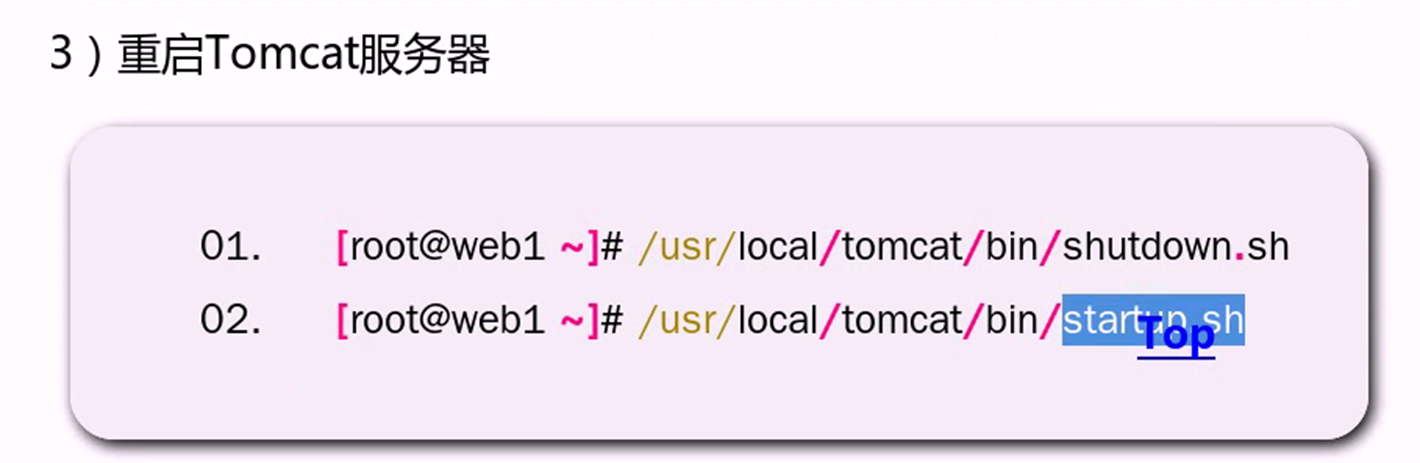 3）重启Tomcat服务器
01. [root@web1 ~]# /usr/local/tomcat/bin/shutdown.sh
02. [root@web1 ~]# /usr/local/tomcat/bin/startup.sh
Top